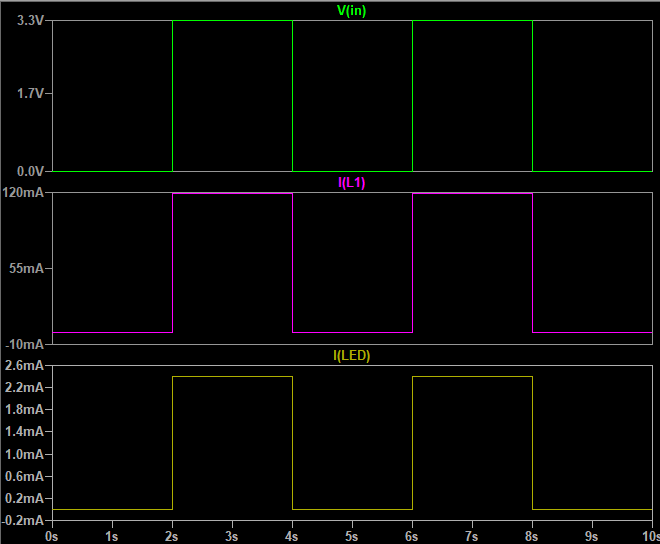 V(in)
3.3V
1.7V
0.0V
I(L1)
120mA
55mA
-10mA
I(LED)
2.6mA
2.2mA
1.8mA
1.4mA
1.0mA
0.6mA
0.2mA
-0.2mA
0s 1s 2s 3s 4s 5s 6s 7s 8s 9s 10s